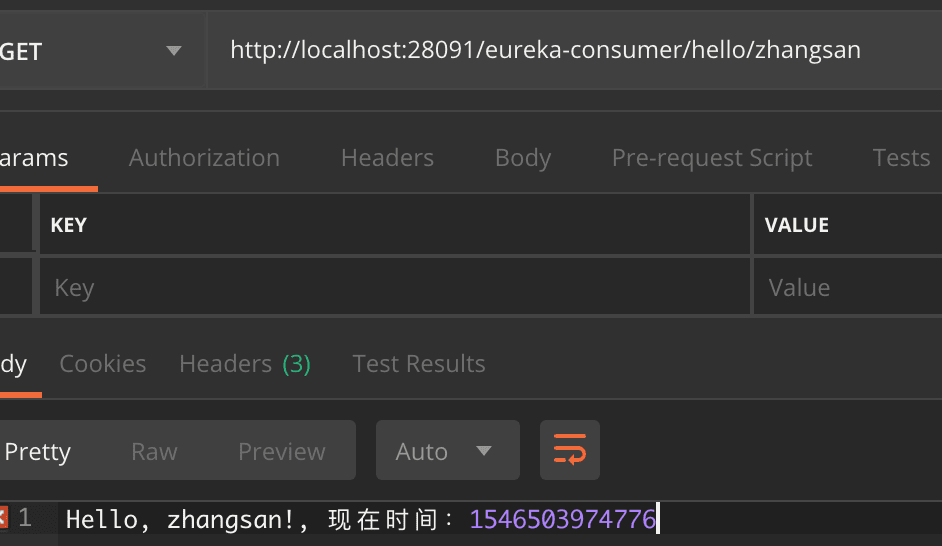 GET http://localhost:28091/eureka-consumer/hello/zhangsan
arams Authorization Headers Body Pre-request Script Tests
KEY VALUE
Key Value
dy Cookies Headers (3) Test Results
Pretty Raw Preview Auto
1 Hello, zhangsan!, 现在时间：1546503974776